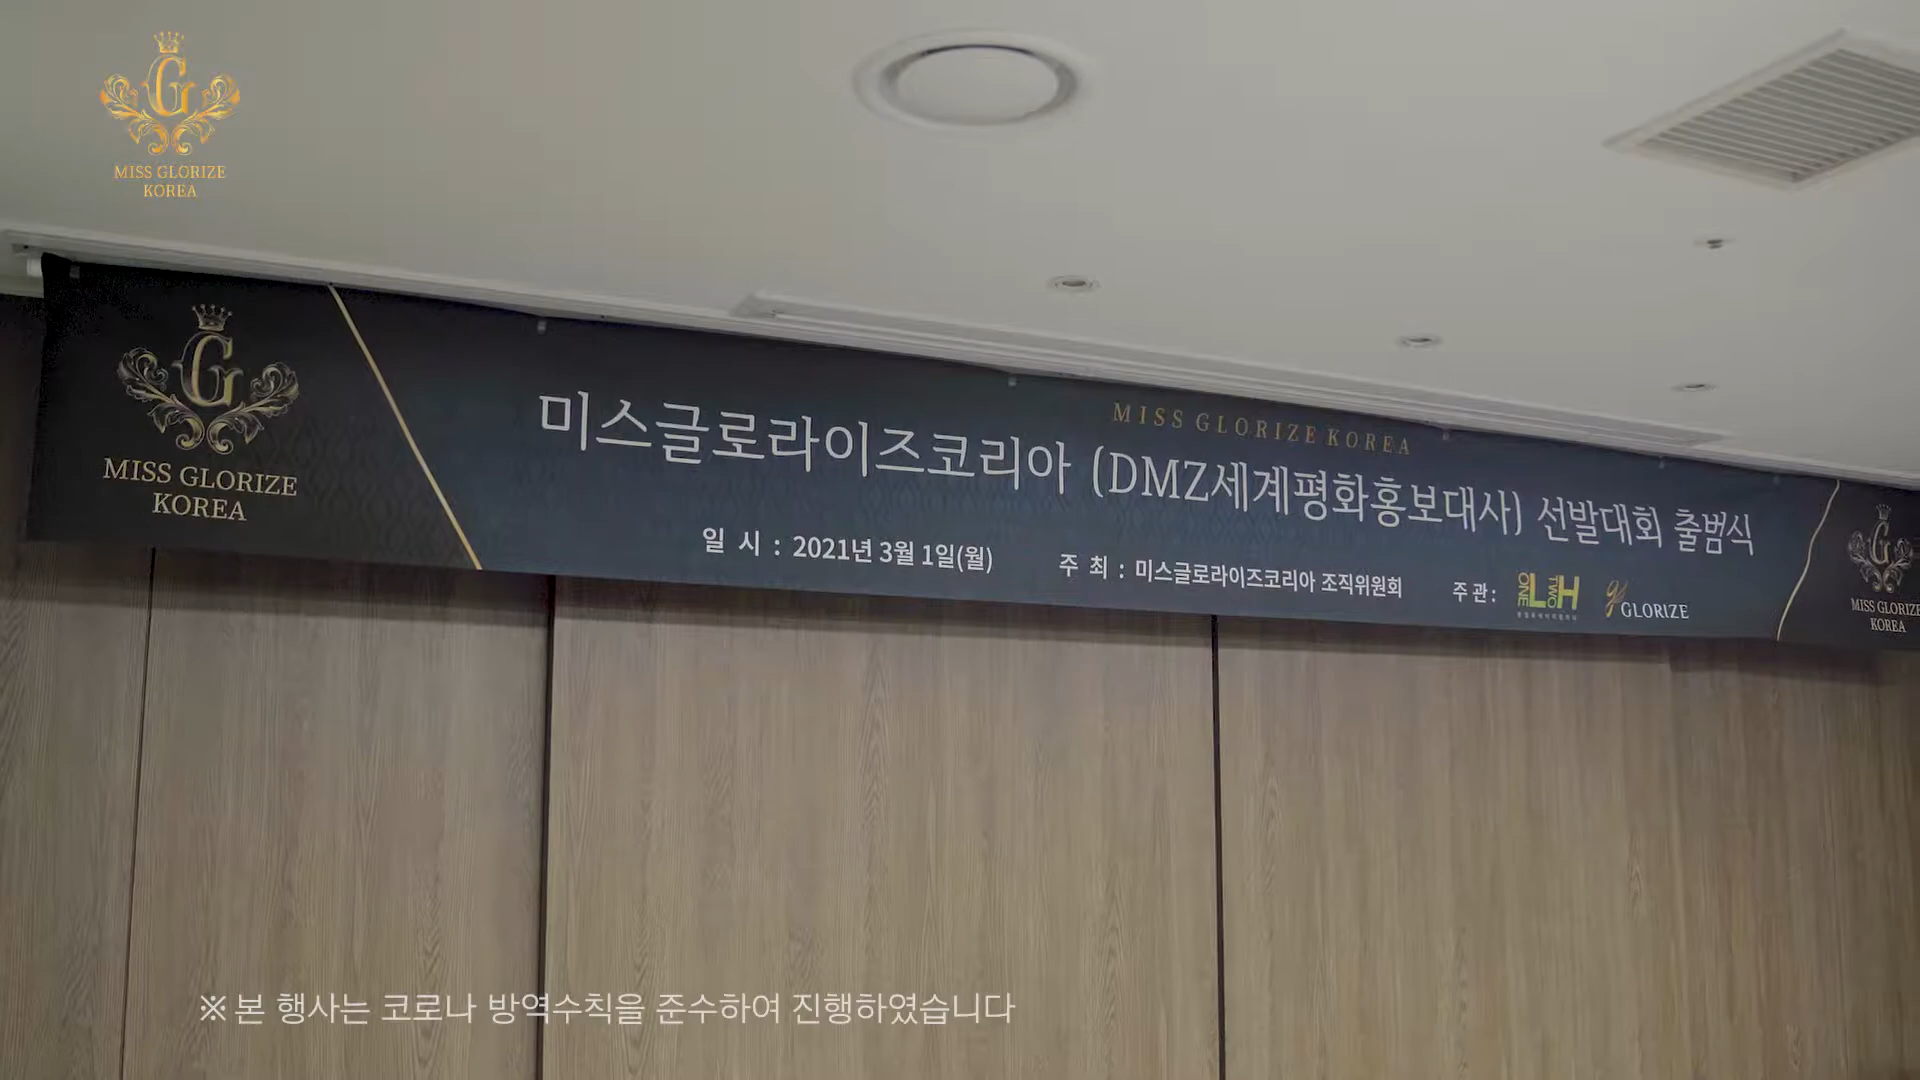 G
MISS GLORIZE
KOREA
G
MISS GLORIZE
KOREA
MISS GLORIZE KOREA
미스글로라이즈코리아 (DMZ세계평화홍보대사) 선발대회 출범식
일 시 : 2021년 3월 1일(월) 주 최 : 미스글로라이즈코리아 조직위원회 주 관 : ONE L TWO H GLORIZE
G
MISS GLORIZE
KOREA
※ 본 행사는 코로나 방역수칙을 준수하여 진행하였습니다